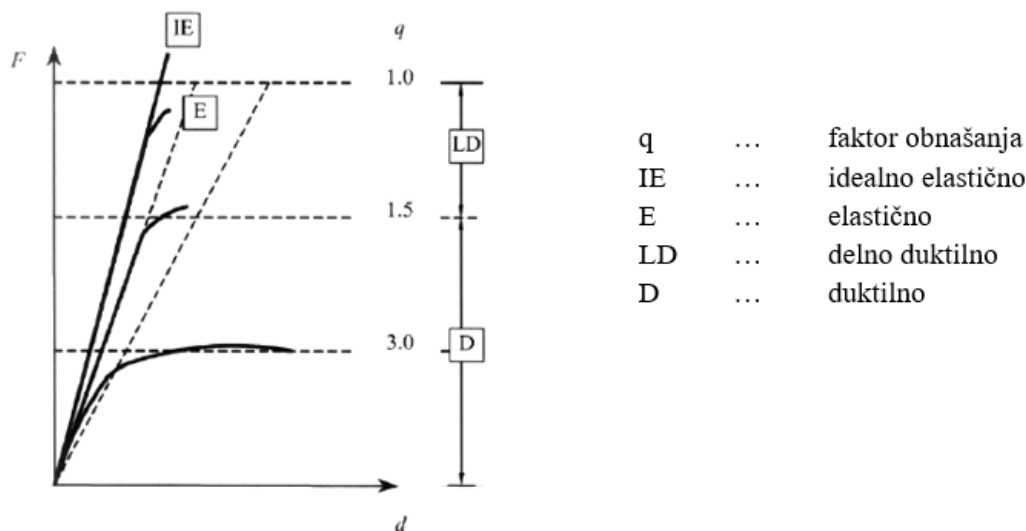 IE
q
F
1.0
E
LD
1.5
3.0
D
d
q ... faktor obnašanja
IE ... idealno elastično
E ... elastično
LD ... delno duktilno
D ... duktilno